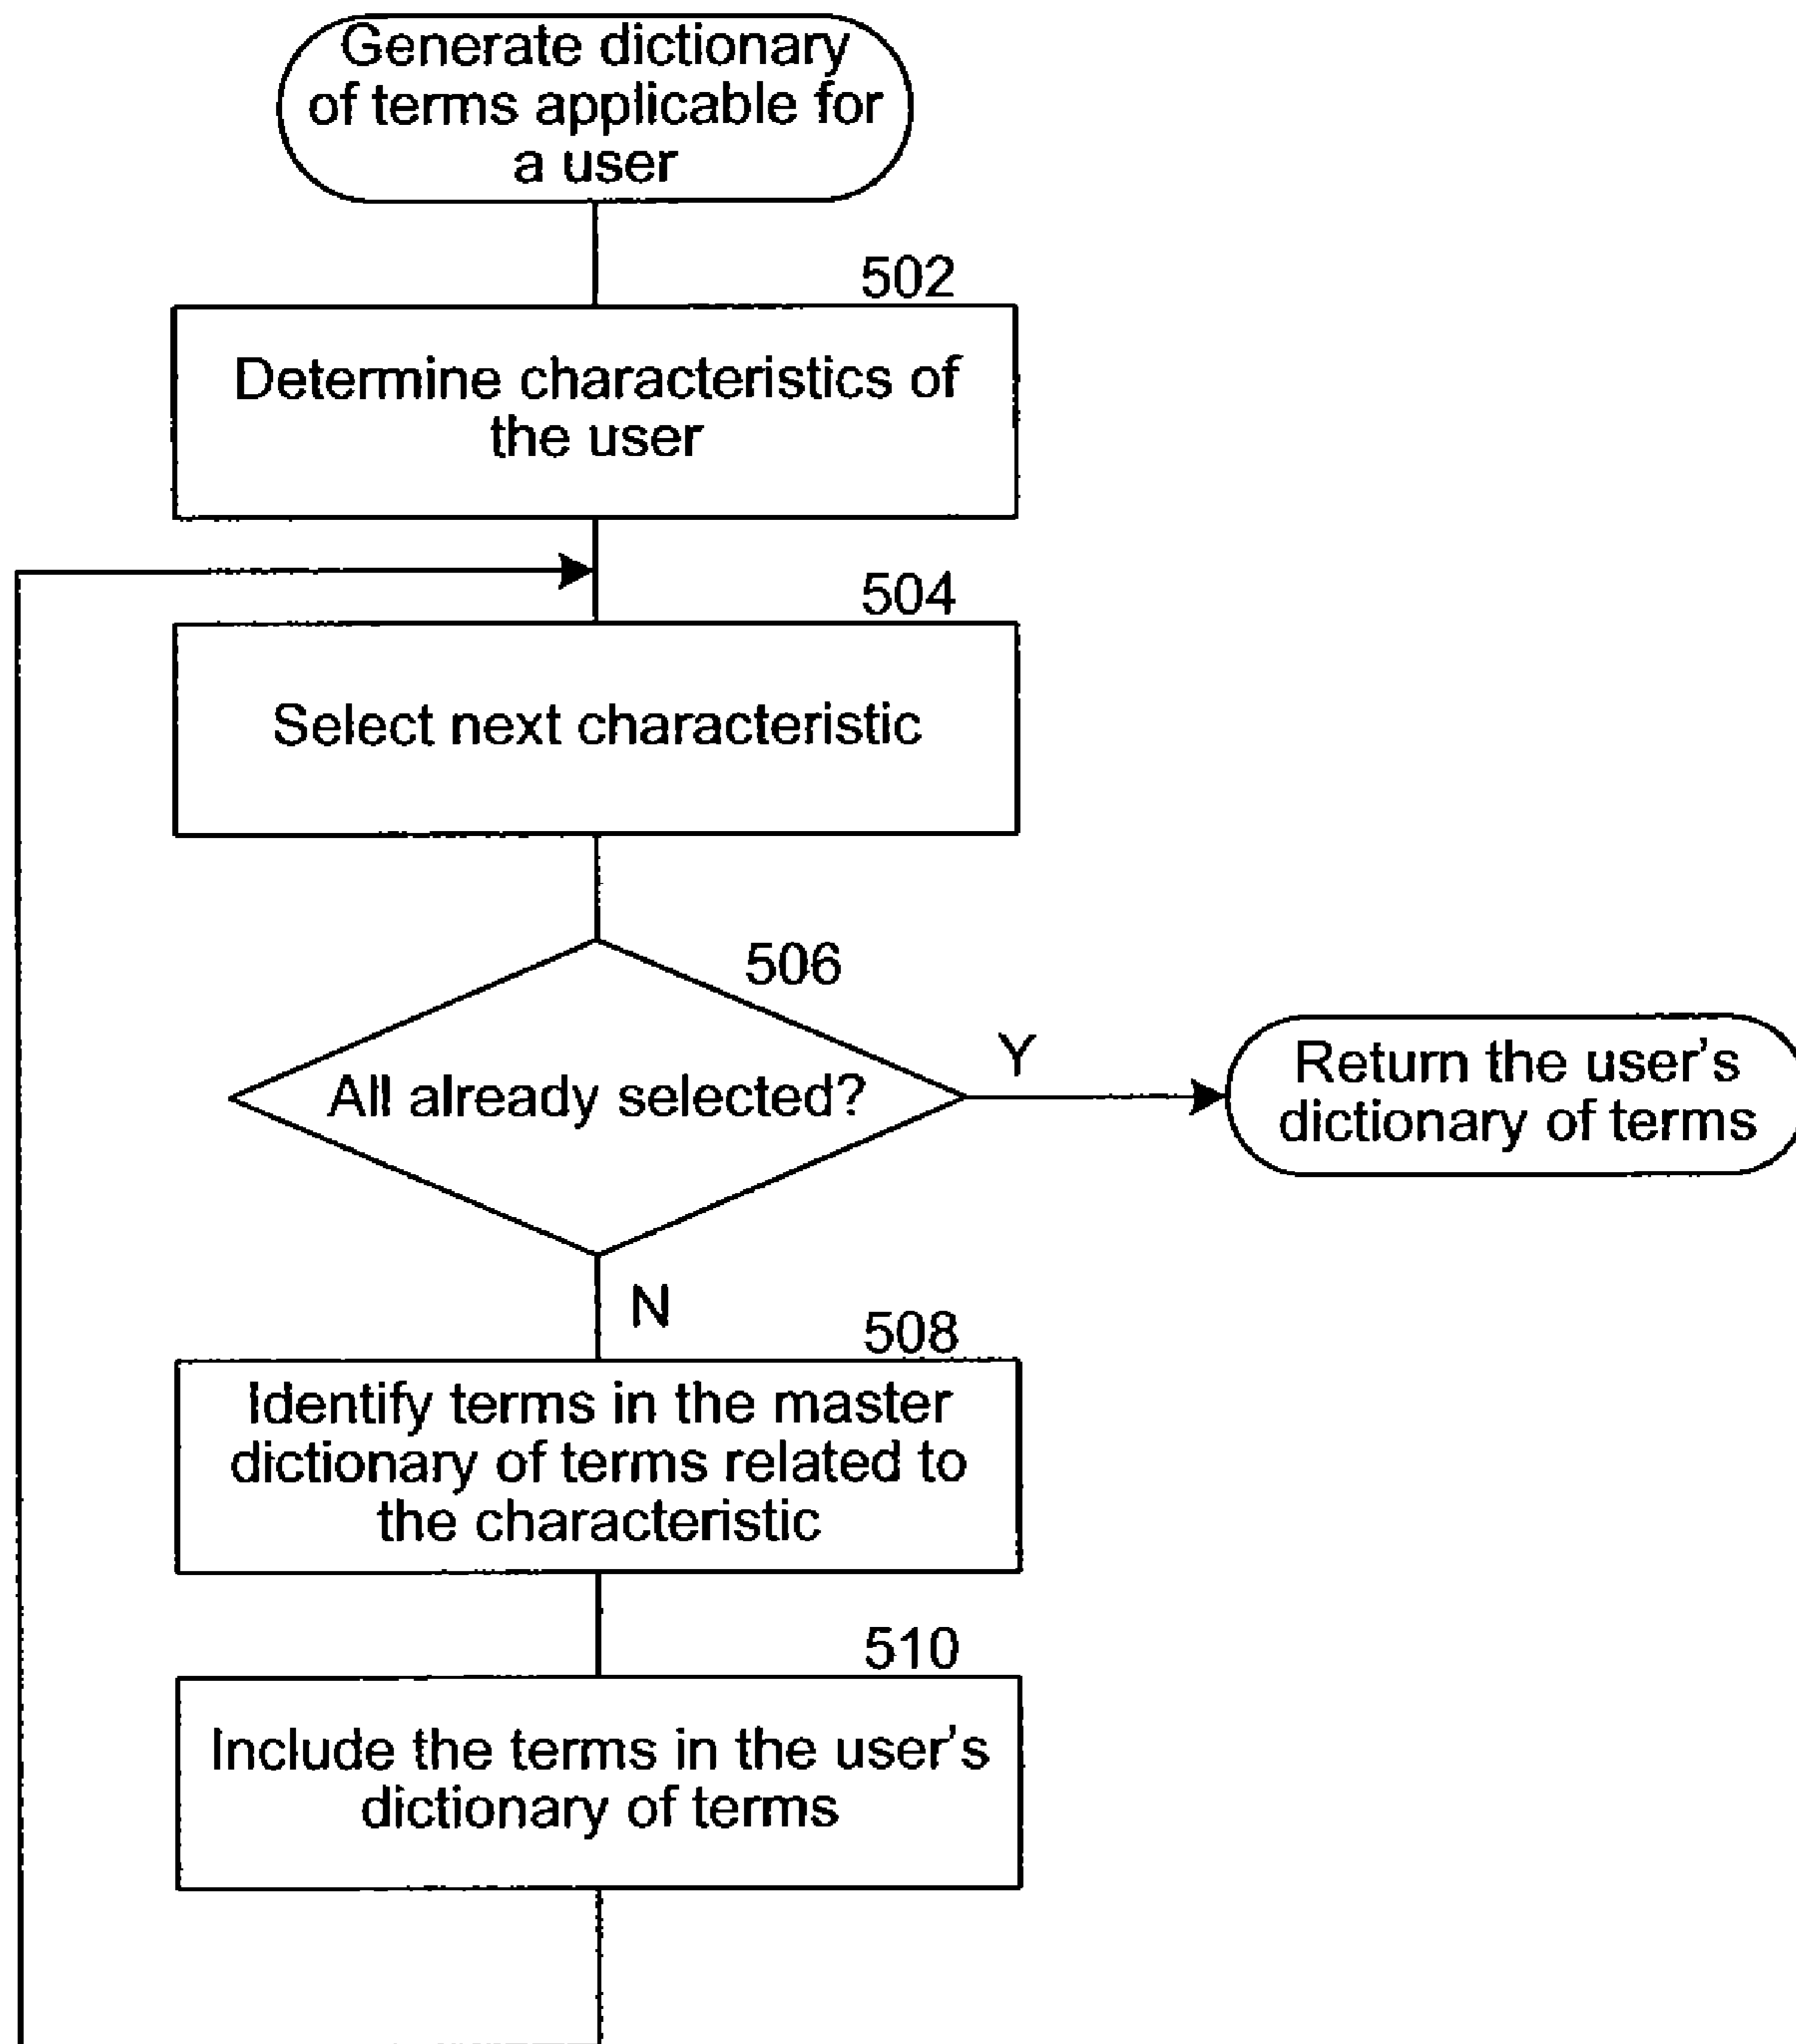 Generate dictionary
of terms applicable for
a user
502
Determine characteristics of
the user
504
Select next characteristic
506
All already selected?
Y
Return the user's
dictionary of terms
N
508
Identify terms in the master
dictionary of terms related to
the characteristic
510
Include the terms in the user's
dictionary of terms